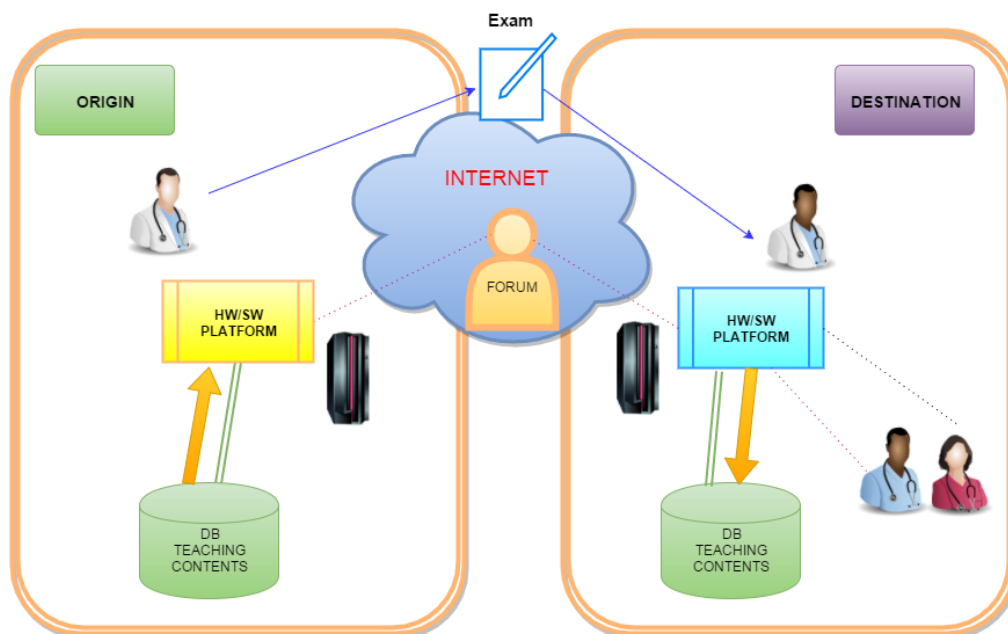 Exam
ORIGIN
DESTINATION
INTERNET
FORUM
HW/SW
PLATFORM
HW/SW
PLATFORM
DB
TEACHING
CONTENTS
DB
TEACHING
CONTENTS